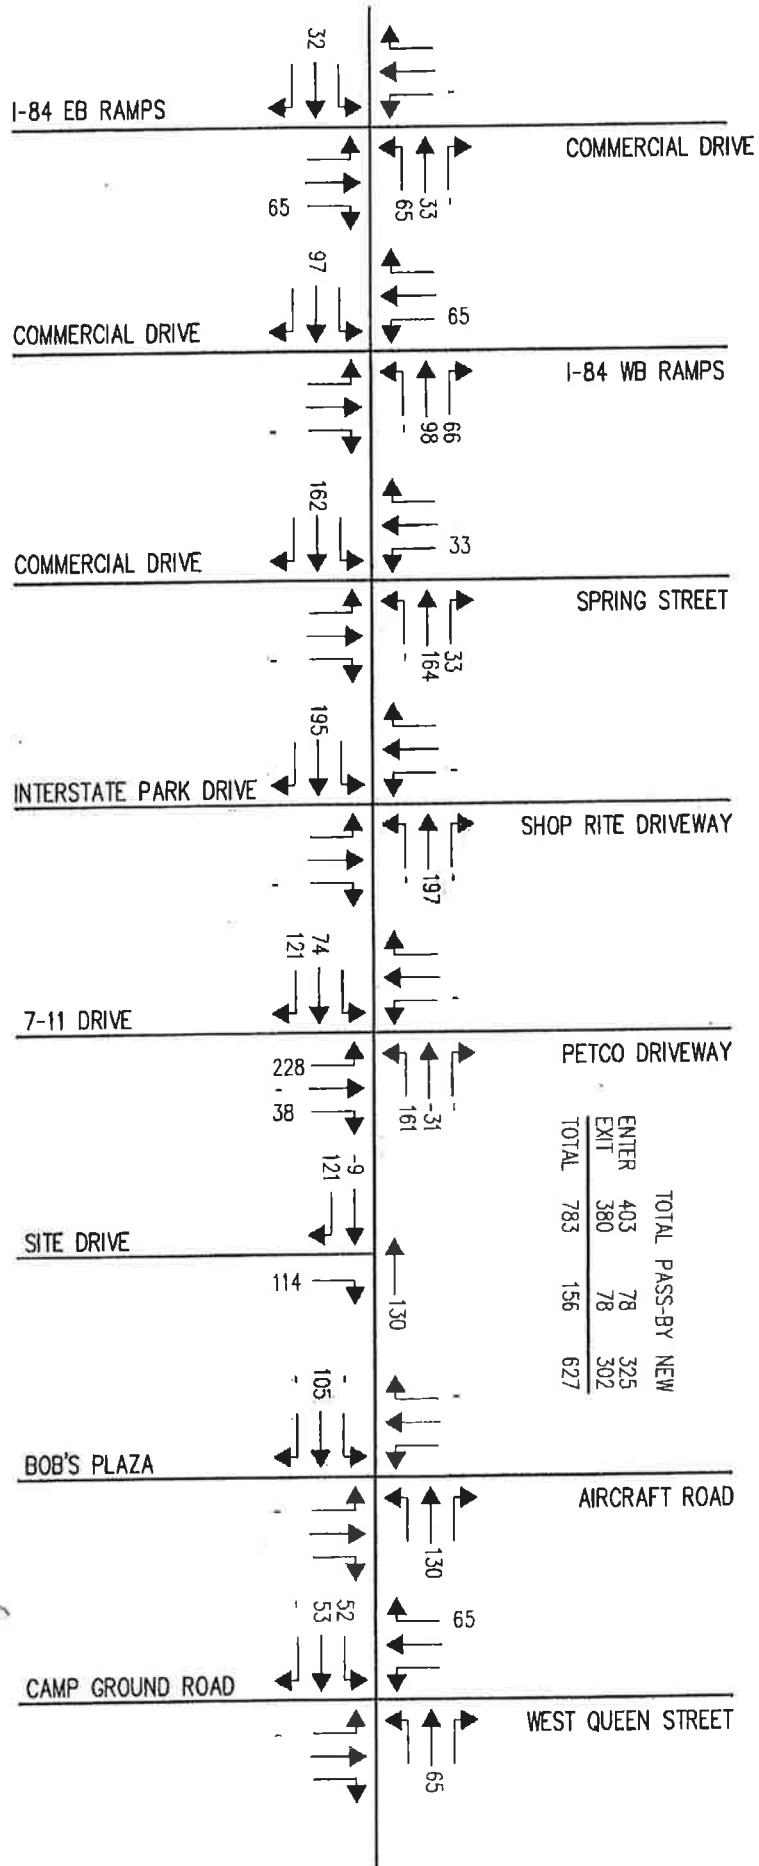 32
-
I-84 EB RAMPS
COMMERCIAL DRIVE
65
65
33
-
97
65
COMMERCIAL DRIVE
I-84 WB RAMPS
-
-
98
66
162
33
COMMERCIAL DRIVE
SPRING STREET
-
-
164
33
195
-
INTERSTATE PARK DRIVE
SHOP RITE DRIVEWAY
-
-
197
-
121
74
-
7-11 DRIVE
PETCO DRIVEWAY
228
-
38
161
-31
-
TOTAL PASS-BY NEW
ENTER 403 78 325
EXIT 380 78 302
TOTAL 783 156 627
121
-9
SITE DRIVE
114
130
-
105
-
-
BOB'S PLAZA
AIRCRAFT ROAD
-
130
-
53
52
65
CAMP GROUND ROAD
WEST QUEEN STREET
-
65